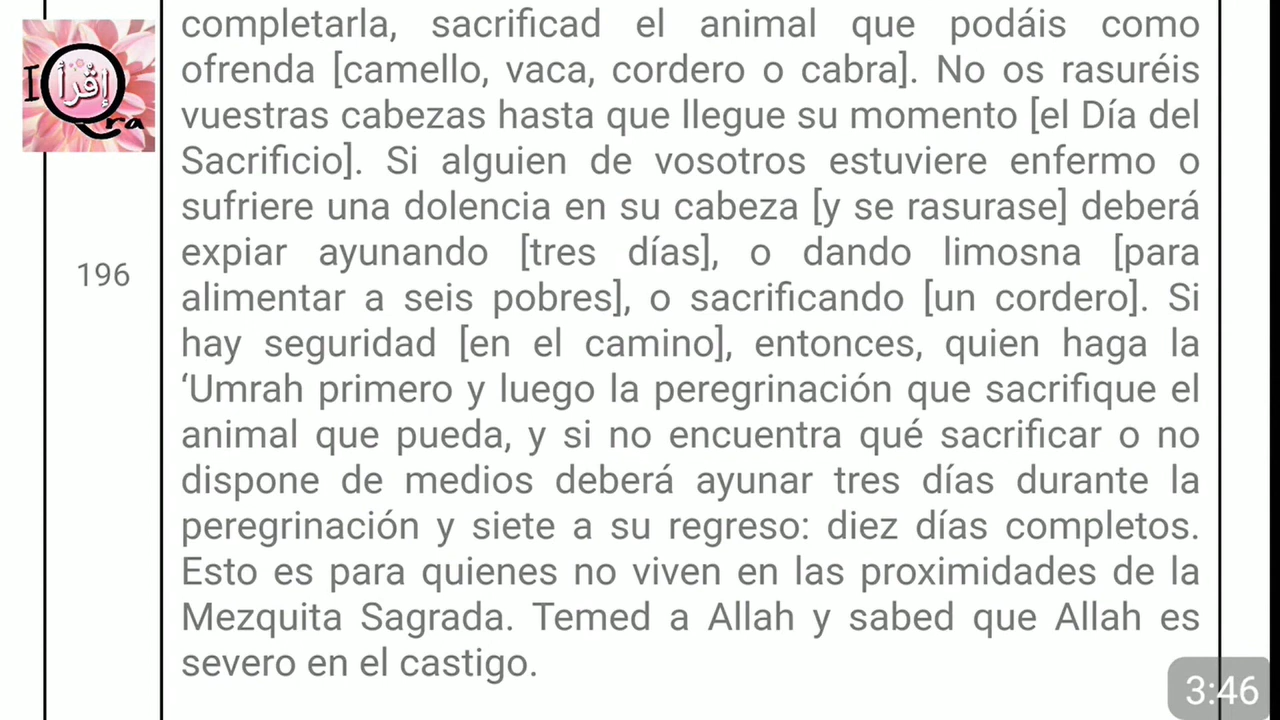 completarla, sacrificad el animal que podáis como
ofrenda [camello, vaca, cordero o cabra]. No os rasuréis
vuestras cabezas hasta que llegue su momento [el Día del
Sacrificio]. Si alguien de vosotros estuviere enfermo o
sufriere una dolencia en su cabeza [y se rasurase] deberá
expiar ayunando [tres días], o dando limosna [para
alimentar a seis pobres], o sacrificando [un cordero]. Si
hay seguridad [en el camino], entonces, quien haga la
‘Umrah primero y luego la peregrinación que sacrifique el
animal que pueda, y si no encuentra qué sacrificar o no
dispone de medios deberá ayunar tres días durante la
peregrinación y siete a su regreso: diez días completos.
Esto es para quienes no viven en las proximidades de la
Mezquita Sagrada. Temed a Allah y sabed que Allah es
severo en el castigo.
196
IQra
إقرأ
3:46